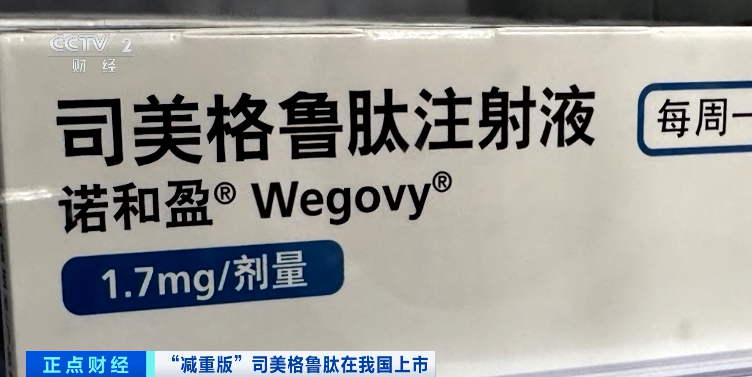 CCTV 2
财经
司美格鲁肽注射液
每周一
诺和盈® Wegovy®
1.7mg/剂量
正点财经 “减重版”司美格鲁肽在我国上市